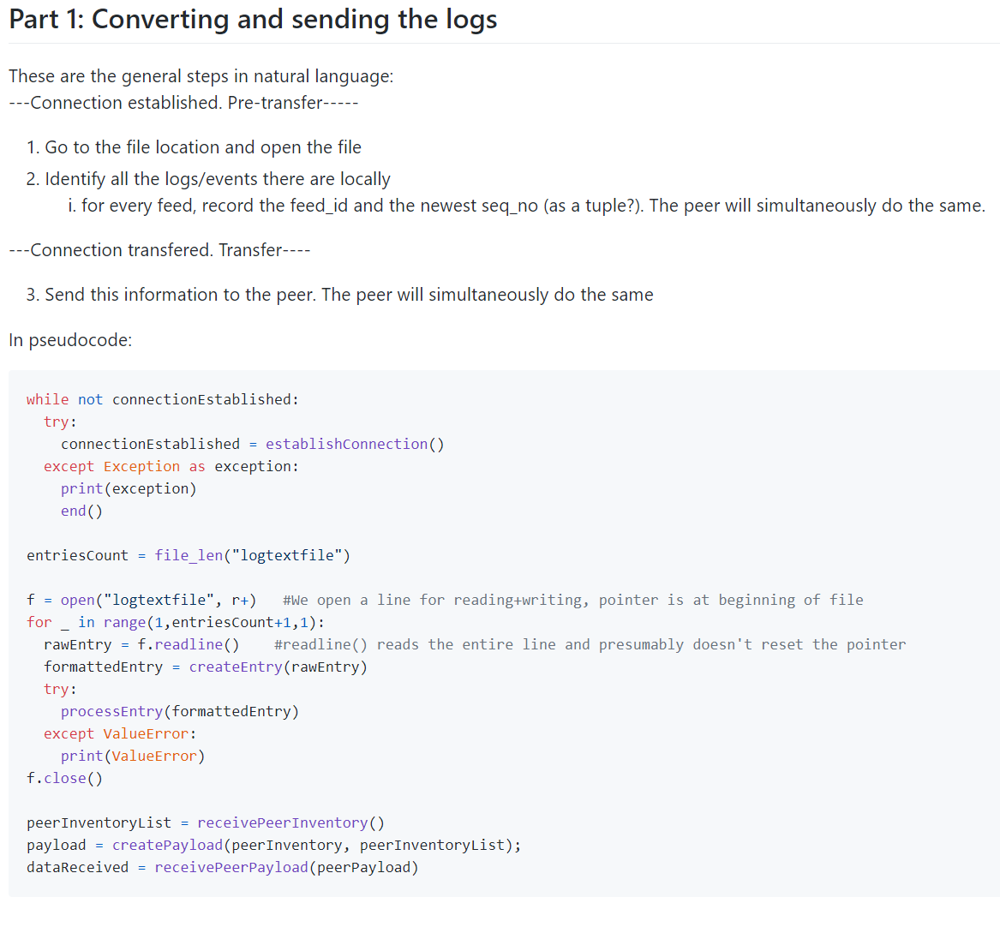 Part 1: Converting and sending the logs
These are the general steps in natural language:
---Connection established. Pre-transfer-----
1. Go to the file location and open the file
2. Identify all the logs/events there are locally
i. for every feed, record the feed_id and the newest seq_no (as a tuple?). The peer will simultaneously do the same.
---Connection transfered. Transfer----
3. Send this information to the peer. The peer will simultaneously do the same
In pseudocode:
while not connectionEstablished:
  try:
    connectionEstablished = establishConnection()
  except Exception as exception:
    print(exception)
    end()

entriesCount = file_len("logtextfile")

f = open("logtextfile", r+)   #We open a line for reading+writing, pointer is at beginning of file
for _ in range(1,entriesCount+1,1):
  rawEntry = f.readline()    #readline() reads the entire line and presumably doesn't reset the pointer
  formattedEntry = createEntry(rawEntry)
  try:
    processEntry(formattedEntry)
  except ValueError:
    print(ValueError)
f.close()

peerInventoryList = receivePeerInventory()
payload = createPayload(peerInventory, peerInventoryList);
dataReceived = receivePeerPayload(peerPayload)